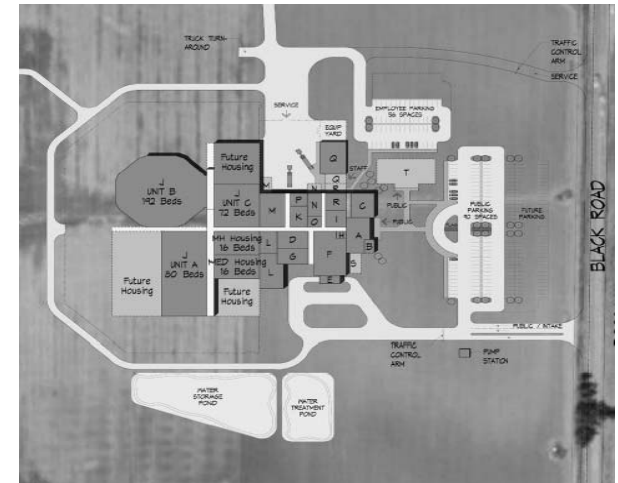 TRUCK TURN-
AROUND
TRAFFIC
CONTROL
ARM
SERVICE
SERVICE
EMPLOYEE PARKING
56 SPACES
EQUIP
YARD
Q
STAFF
T
Future
Housing
J
UNIT B
192 Beds
J
UNIT C
72 Beds
M
P
K
N
N
O
R
I
C
A
H
B
PUBLIC
PUBLIC
PUBLIC
PARKING
90 SPACES
FUTURE
PARKING
BLACK ROAD
MH Housing
16 Beds
L
D
G
F
S
E
J
UNIT A
80 Beds
MED Housing
16 Beds
L
Future
Housing
Future
Housing
PUBLIC / INTAKE
TRAFFIC
CONTROL
ARM
PUMP
STATION
WATER
STORAGE
POND
WATER
TREATMENT
POND